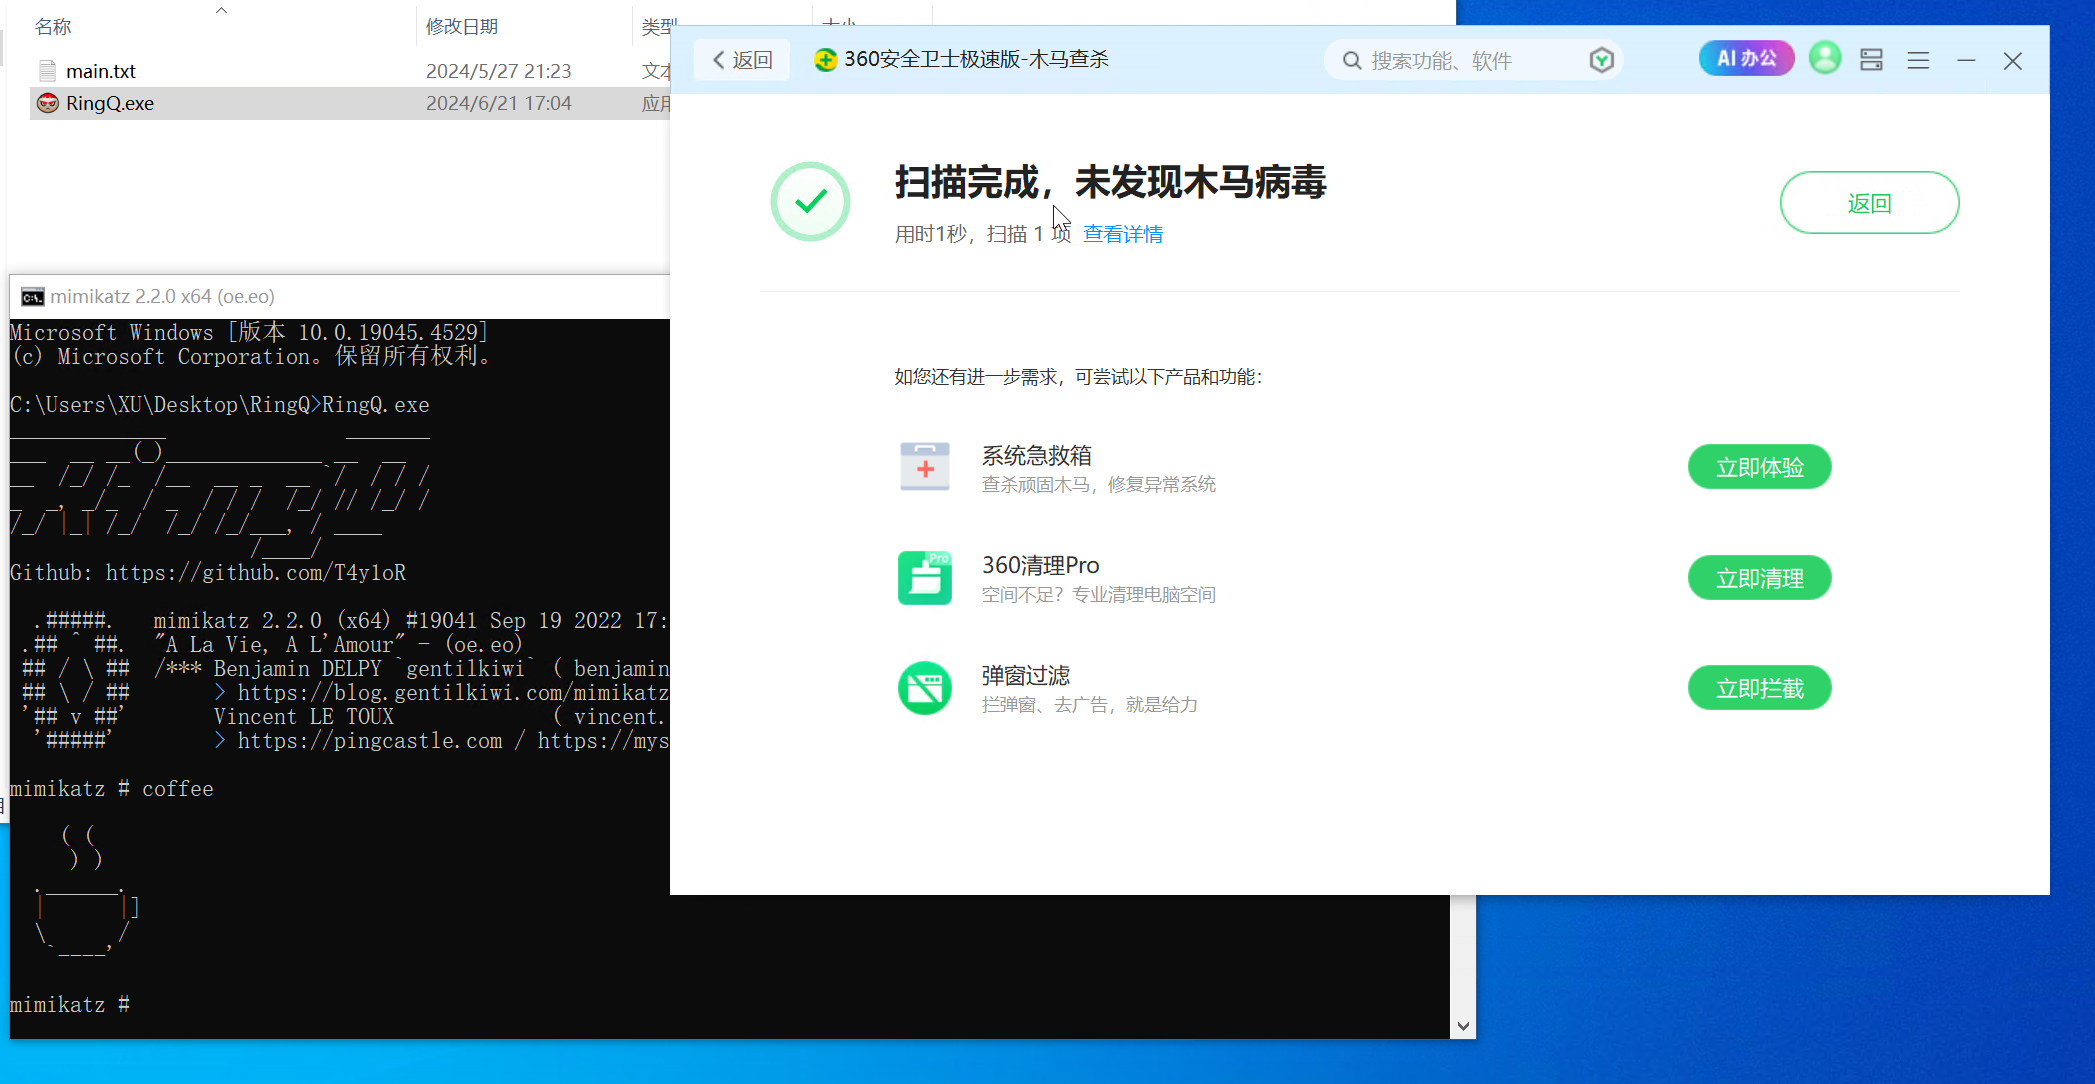 名称 修改日期 类型 大小
main.txt 2024/5/27 21:23 文本
RingQ.exe 2024/6/21 17:04 应用
返回 360安全卫士极速版-木马查杀 搜索功能、软件 AI 办公
扫描完成，未发现木马病毒
用时1秒，扫描 1 项 查看详情
返回
如您还有进一步需求，可尝试以下产品和功能：
系统急救箱
查杀顽固木马，修复异常系统
立即体验
360清理Pro
空间不足？专业清理电脑空间
立即清理
弹窗过滤
拦弹窗、去广告，就是给力
立即拦截
mimikatz 2.2.0 x64 (oe.eo)
Microsoft Windows [版本 10.0.19045.4529]
(c) Microsoft Corporation。保留所有权利。
C:\Users\XU\Desktop\RingQ>RingQ.exe
Github: https://github.com/T4y1oR
.#####.   mimikatz 2.2.0 (x64) #19041 Sep 19 2022 17:
.## ^ ##.  "A La Vie, A L'Amour" - (oe.eo)
## / \ ##  /*** Benjamin DELPY `gentilkiwi` ( benjamin
## \ / ##       > https://blog.gentilkiwi.com/mimikatz
'## v ##'       Vincent LE TOUX             ( vincent.
'#####'        > https://pingcastle.com / https://mys
mimikatz # coffee
mimikatz #